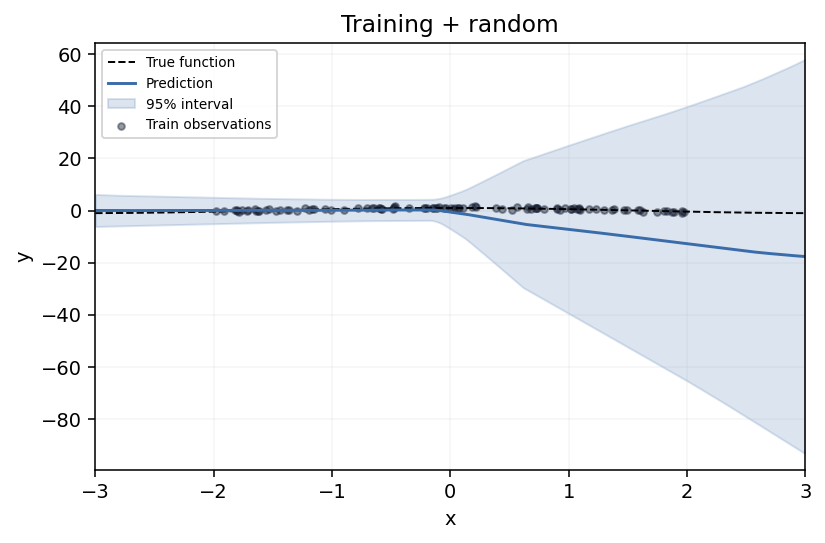 Training + random
60
40
20
0
−20
−40
−60
−80
y
True function
Prediction
95% interval
Train observations
−3
−2
−1
0
1
2
3
x